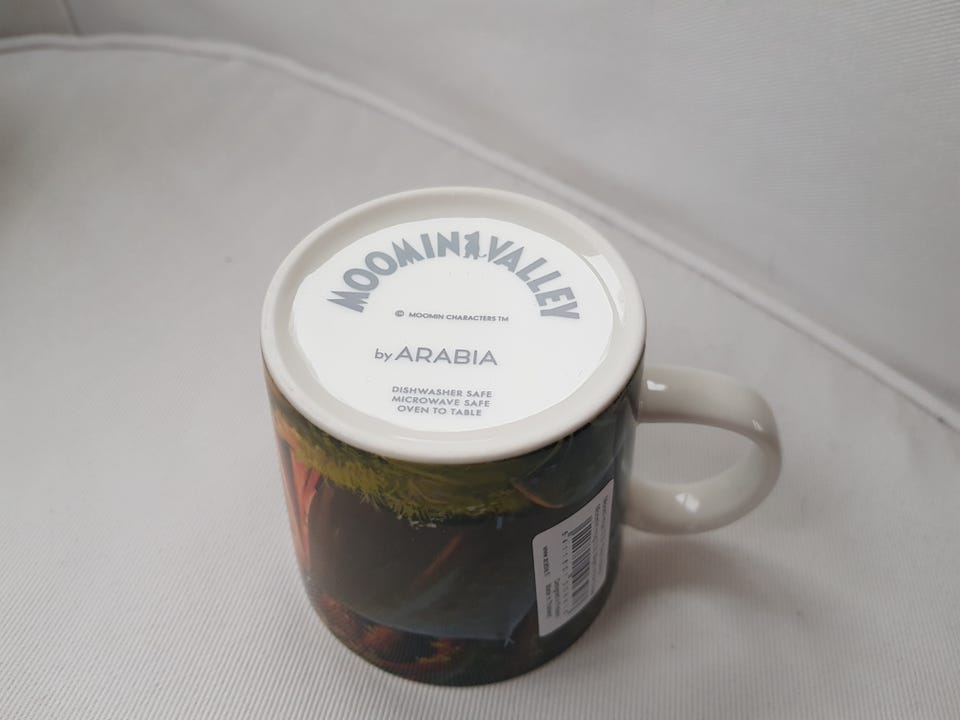 MOOMINVALLEY
© MOOMIN CHARACTERS TM
by ARABIA
DISHWASHER SAFE
MICROWAVE SAFE
OVEN TO TABLE